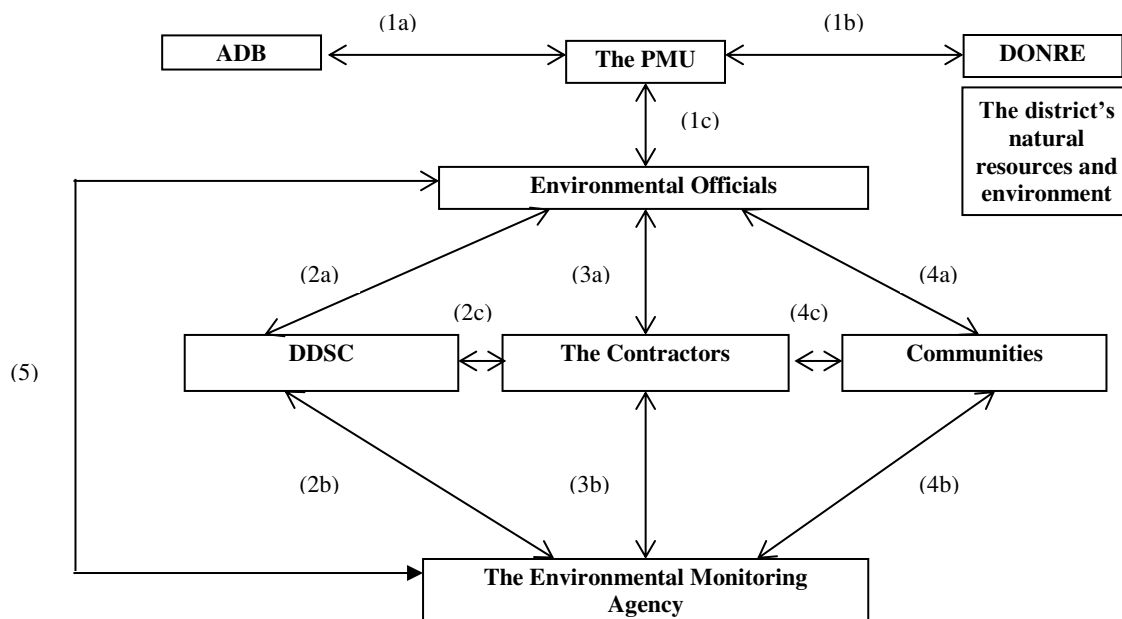 (1a)
(1b)
ADB
The PMU
DONRE
(1c)
The district's
natural
resources and
environment
Environmental Officials
(2a)
(3a)
(4a)
(2c)
(4c)
DDSC
The Contractors
Communities
(5)
(2b)
(3b)
(4b)
The Environmental Monitoring
Agency